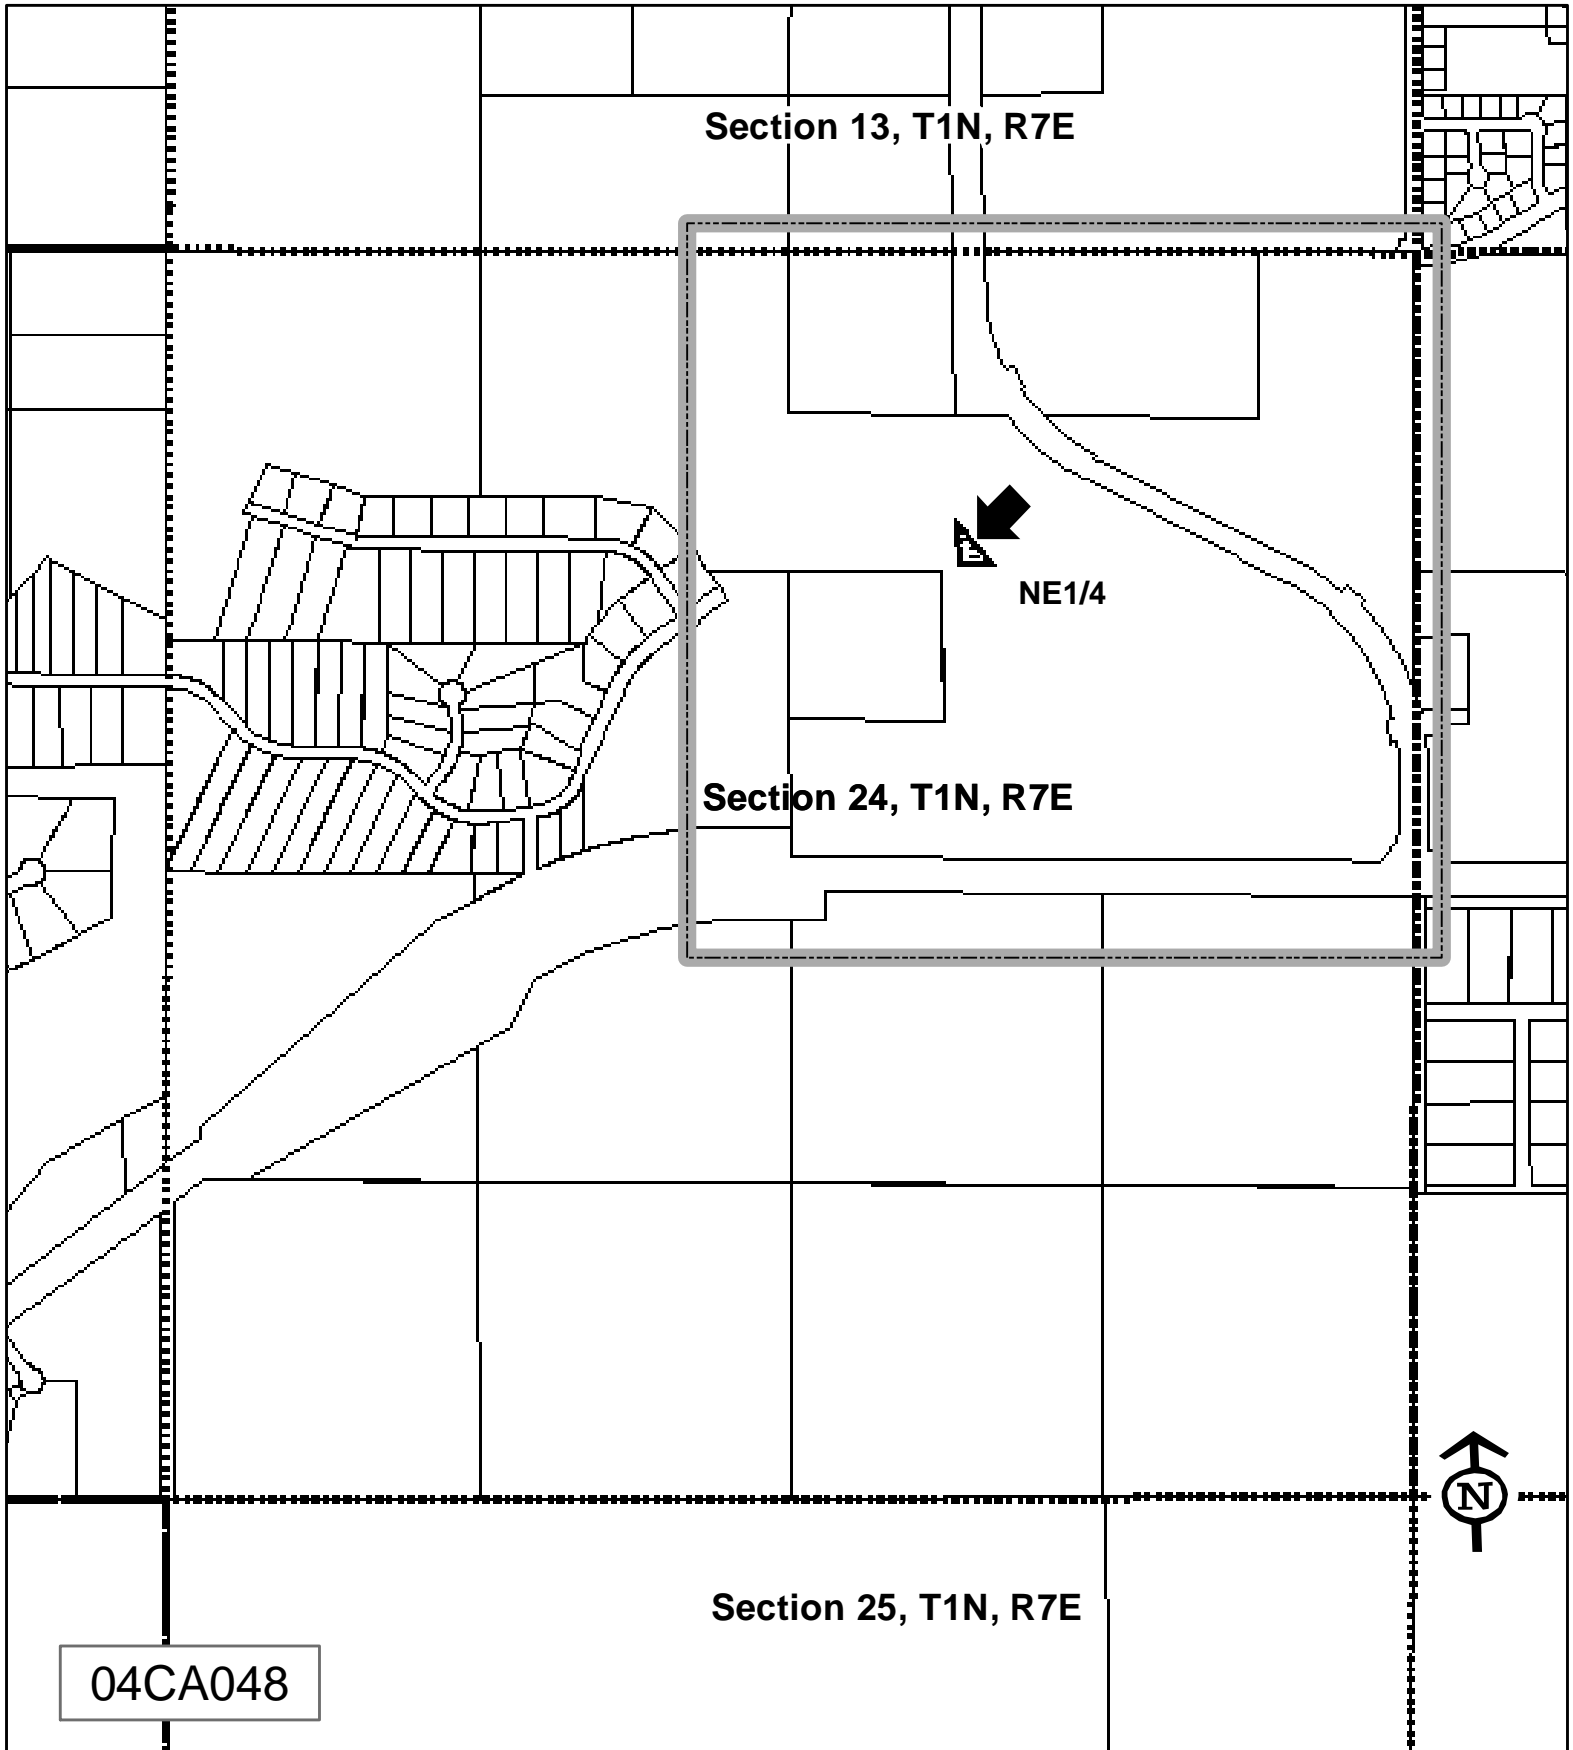 Section 13, T1N, R7E
NE1/4
Section 24, T1N, R7E
N
Section 25, T1N, R7E
04CA048